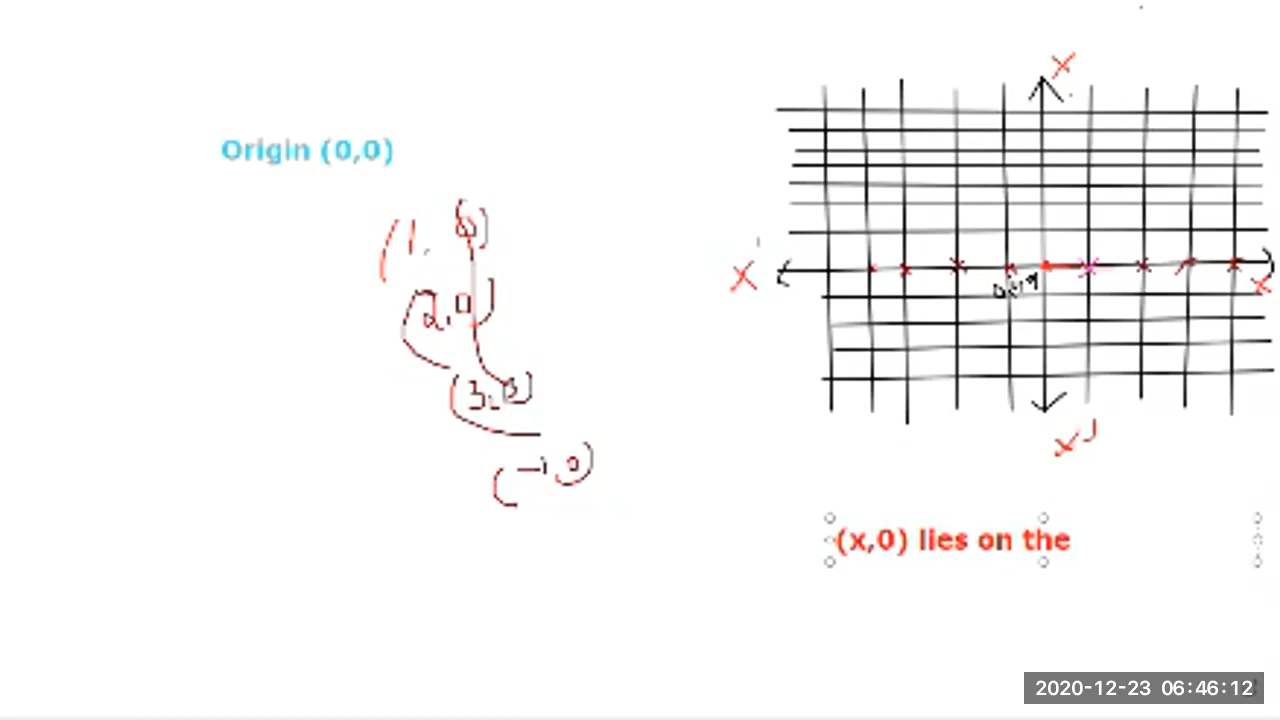 X
Origin (0,0)
(1, 0)
X' X
origin
(2,0)
(3,0)
(-1,0)
X'
(x,0) lies on the
2020-12-23 06:46:12